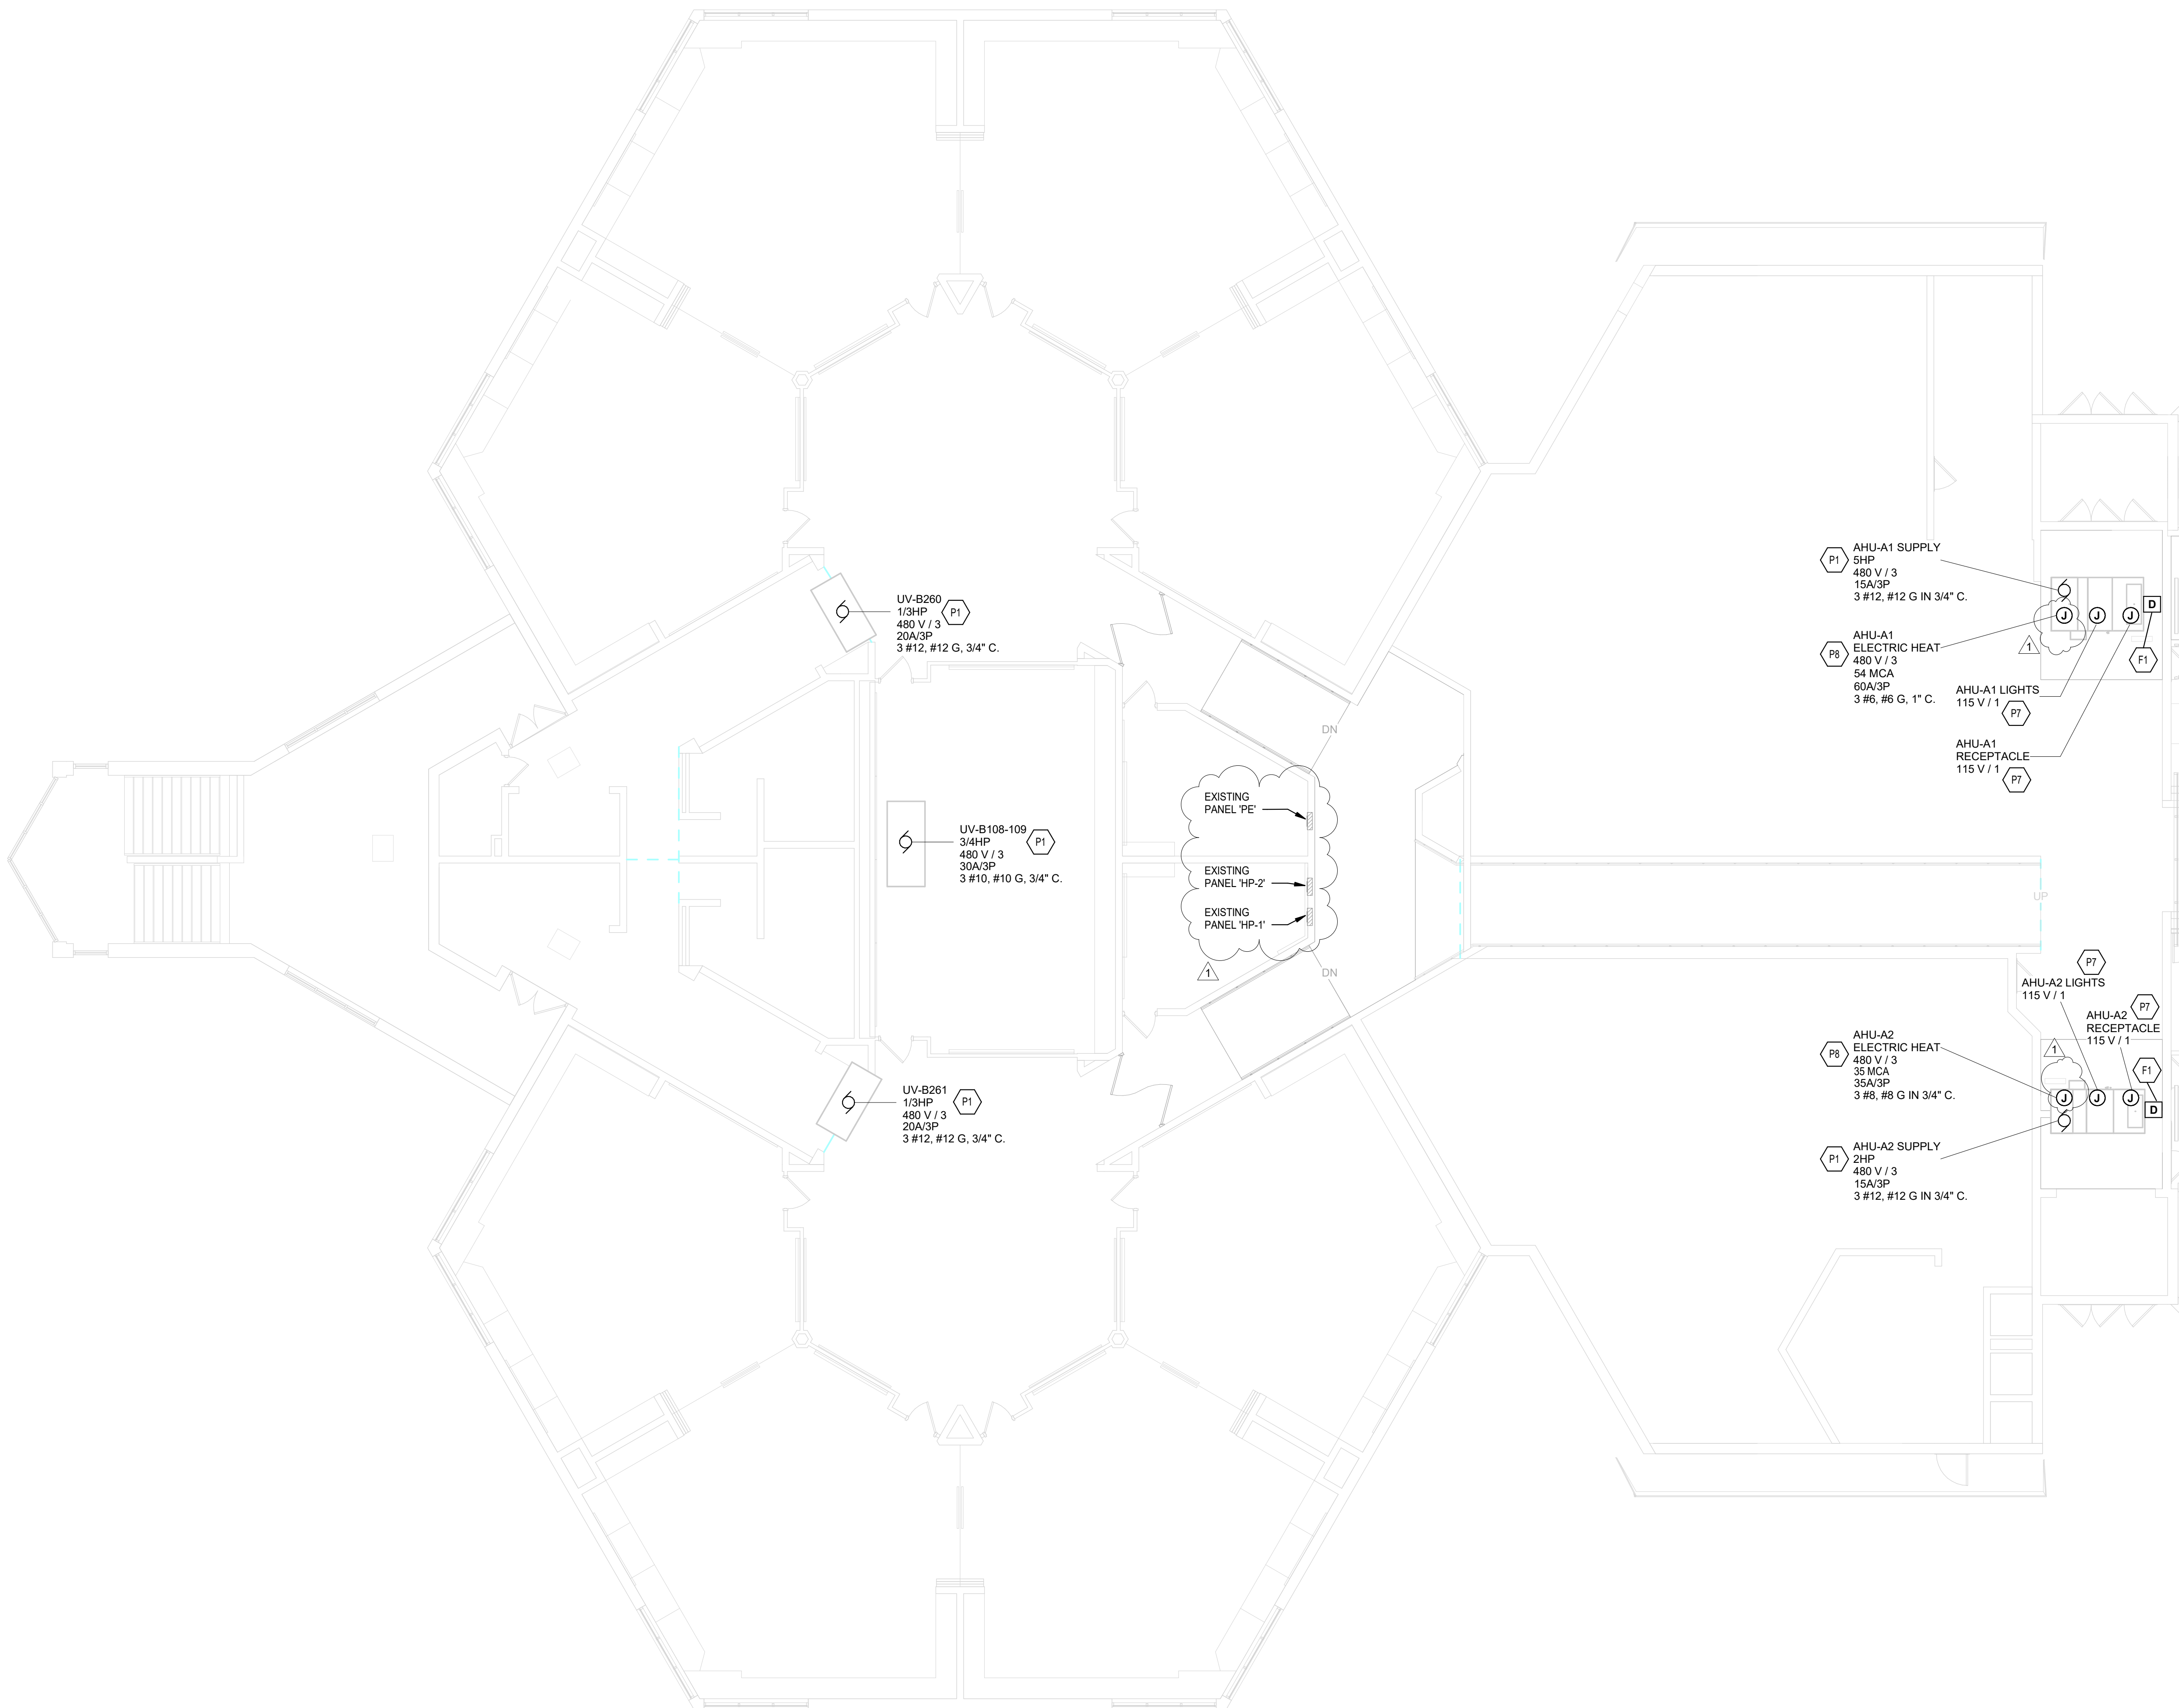 AHU-A1 SUPPLY
P1
5HP
480 V / 3
15A/3P
3 #12, #12 G IN 3/4" C.
J
J
J
D
UV-B260
1/3HP
P1
480 V / 3
20A/3P
3 #12, #12 G, 3/4" C.
AHU-A1
P8
ELECTRIC HEAT
480 V / 3
54 MCA
60A/3P
3 #6, #6 G, 1" C.
1
F1
AHU-A1 LIGHTS
115 V / 1
P7
DN
AHU-A1
RECEPTACLE
115 V / 1
P7
EXISTING
PANEL 'PE'
UV-B108-109
3/4HP
P1
480 V / 3
30A/3P
3 #10, #10 G, 3/4" C.
EXISTING
PANEL 'HP-2'
EXISTING
PANEL 'HP-1'
1
DN
UP
P7
AHU-A2 LIGHTS
115 V / 1
P7
AHU-A2
RECEPTACLE
115 V / 1
AHU-A2
P8
ELECTRIC HEAT
480 V / 3
35 MCA
35A/3P
3 #8, #8 G IN 3/4" C.
1
F1
J
J
J
D
UV-B261
1/3HP
P1
480 V / 3
20A/3P
3 #12, #12 G, 3/4" C.
AHU-A2 SUPPLY
P1
2HP
480 V / 3
15A/3P
3 #12, #12 G IN 3/4" C.